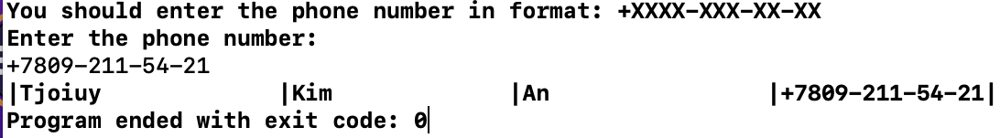 You should enter the phone number in format: +XXXX-XXX-XX-XX
Enter the phone number:
+7809-211-54-21
|Tjoiuy |Kim |An |+7809-211-54-21|
Program ended with exit code: 0